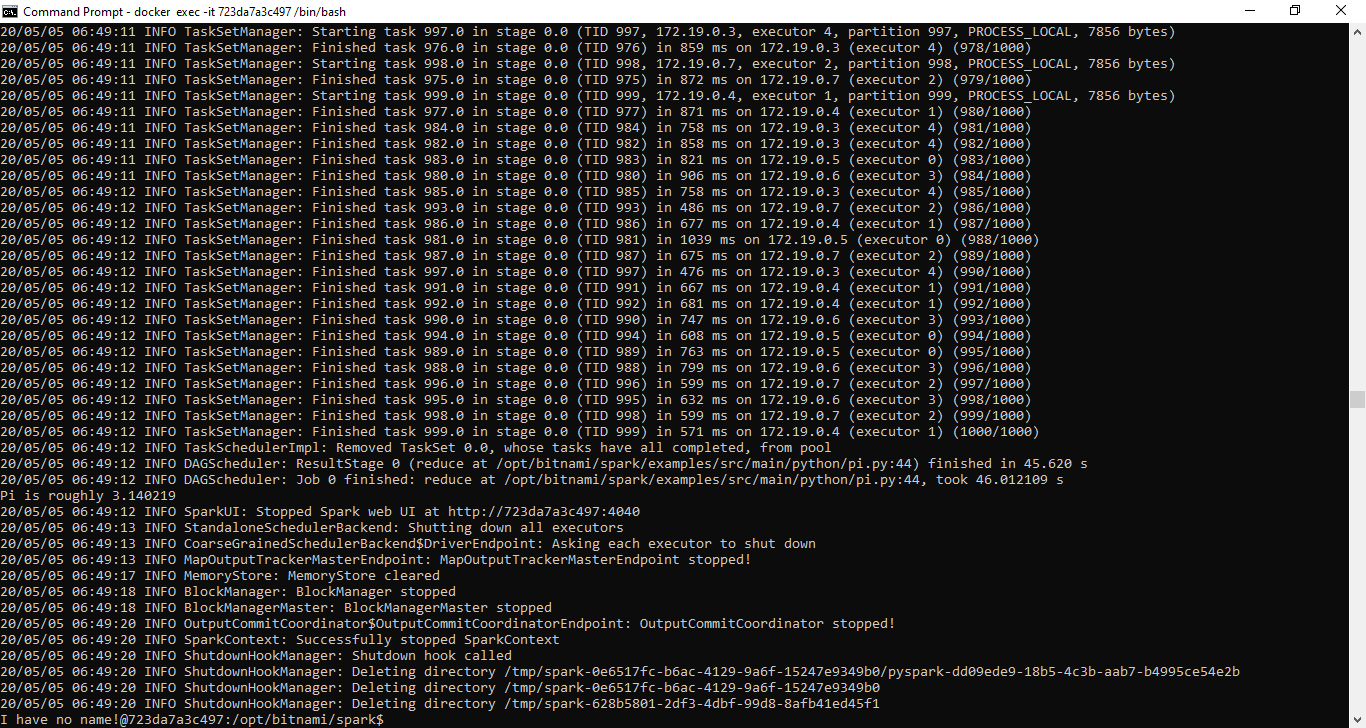 Command Prompt - docker exec -it 723da7a3c497 /bin/bash
20/05/05 06:49:11 INFO TaskSetManager: Starting task 997.0 in stage 0.0 (TID 997, 172.19.0.3, executor 4, partition 997, PROCESS_LOCAL, 7856 bytes)
20/05/05 06:49:11 INFO TaskSetManager: Finished task 976.0 in stage 0.0 (TID 976) in 859 ms on 172.19.0.3 (executor 4) (978/1000)
20/05/05 06:49:11 INFO TaskSetManager: Starting task 998.0 in stage 0.0 (TID 998, 172.19.0.7, executor 2, partition 998, PROCESS_LOCAL, 7856 bytes)
20/05/05 06:49:11 INFO TaskSetManager: Finished task 975.0 in stage 0.0 (TID 975) in 872 ms on 172.19.0.7 (executor 2) (979/1000)
20/05/05 06:49:11 INFO TaskSetManager: Starting task 999.0 in stage 0.0 (TID 999, 172.19.0.4, executor 1, partition 999, PROCESS_LOCAL, 7856 bytes)
20/05/05 06:49:11 INFO TaskSetManager: Finished task 977.0 in stage 0.0 (TID 977) in 871 ms on 172.19.0.4 (executor 1) (980/1000)
20/05/05 06:49:11 INFO TaskSetManager: Finished task 984.0 in stage 0.0 (TID 984) in 758 ms on 172.19.0.3 (executor 4) (981/1000)
20/05/05 06:49:11 INFO TaskSetManager: Finished task 982.0 in stage 0.0 (TID 982) in 858 ms on 172.19.0.3 (executor 4) (982/1000)
20/05/05 06:49:11 INFO TaskSetManager: Finished task 983.0 in stage 0.0 (TID 983) in 821 ms on 172.19.0.5 (executor 0) (983/1000)
20/05/05 06:49:11 INFO TaskSetManager: Finished task 980.0 in stage 0.0 (TID 980) in 906 ms on 172.19.0.6 (executor 3) (984/1000)
20/05/05 06:49:12 INFO TaskSetManager: Finished task 985.0 in stage 0.0 (TID 985) in 758 ms on 172.19.0.3 (executor 4) (985/1000)
20/05/05 06:49:12 INFO TaskSetManager: Finished task 993.0 in stage 0.0 (TID 993) in 486 ms on 172.19.0.7 (executor 2) (986/1000)
20/05/05 06:49:12 INFO TaskSetManager: Finished task 986.0 in stage 0.0 (TID 986) in 677 ms on 172.19.0.4 (executor 1) (987/1000)
20/05/05 06:49:12 INFO TaskSetManager: Finished task 981.0 in stage 0.0 (TID 981) in 1039 ms on 172.19.0.5 (executor 0) (988/1000)
20/05/05 06:49:12 INFO TaskSetManager: Finished task 987.0 in stage 0.0 (TID 987) in 675 ms on 172.19.0.7 (executor 2) (989/1000)
20/05/05 06:49:12 INFO TaskSetManager: Finished task 997.0 in stage 0.0 (TID 997) in 476 ms on 172.19.0.3 (executor 4) (990/1000)
20/05/05 06:49:12 INFO TaskSetManager: Finished task 991.0 in stage 0.0 (TID 991) in 667 ms on 172.19.0.4 (executor 1) (991/1000)
20/05/05 06:49:12 INFO TaskSetManager: Finished task 992.0 in stage 0.0 (TID 992) in 681 ms on 172.19.0.4 (executor 1) (992/1000)
20/05/05 06:49:12 INFO TaskSetManager: Finished task 990.0 in stage 0.0 (TID 990) in 747 ms on 172.19.0.6 (executor 3) (993/1000)
20/05/05 06:49:12 INFO TaskSetManager: Finished task 994.0 in stage 0.0 (TID 994) in 608 ms on 172.19.0.5 (executor 0) (994/1000)
20/05/05 06:49:12 INFO TaskSetManager: Finished task 989.0 in stage 0.0 (TID 989) in 763 ms on 172.19.0.5 (executor 0) (995/1000)
20/05/05 06:49:12 INFO TaskSetManager: Finished task 988.0 in stage 0.0 (TID 988) in 799 ms on 172.19.0.6 (executor 3) (996/1000)
20/05/05 06:49:12 INFO TaskSetManager: Finished task 996.0 in stage 0.0 (TID 996) in 599 ms on 172.19.0.7 (executor 2) (997/1000)
20/05/05 06:49:12 INFO TaskSetManager: Finished task 995.0 in stage 0.0 (TID 995) in 632 ms on 172.19.0.6 (executor 3) (998/1000)
20/05/05 06:49:12 INFO TaskSetManager: Finished task 998.0 in stage 0.0 (TID 998) in 599 ms on 172.19.0.7 (executor 2) (999/1000)
20/05/05 06:49:12 INFO TaskSetManager: Finished task 999.0 in stage 0.0 (TID 999) in 571 ms on 172.19.0.4 (executor 1) (1000/1000)
20/05/05 06:49:12 INFO TaskSchedulerImpl: Removed TaskSet 0.0, whose tasks have all completed, from pool
20/05/05 06:49:12 INFO DAGScheduler: ResultStage 0 (reduce at /opt/bitnami/spark/examples/src/main/python/pi.py:44) finished in 45.620 s
20/05/05 06:49:12 INFO DAGScheduler: Job 0 finished: reduce at /opt/bitnami/spark/examples/src/main/python/pi.py:44, took 46.012109 s
Pi is roughly 3.140219
20/05/05 06:49:12 INFO SparkUI: Stopped Spark web UI at http://723da7a3c497:4040
20/05/05 06:49:13 INFO StandaloneSchedulerBackend: Shutting down all executors
20/05/05 06:49:13 INFO CoarseGrainedSchedulerBackend$DriverEndpoint: Asking each executor to shut down
20/05/05 06:49:13 INFO MapOutputTrackerMasterEndpoint: MapOutputTrackerMasterEndpoint stopped!
20/05/05 06:49:17 INFO MemoryStore: MemoryStore cleared
20/05/05 06:49:18 INFO BlockManager: BlockManager stopped
20/05/05 06:49:18 INFO BlockManagerMaster: BlockManagerMaster stopped
20/05/05 06:49:20 INFO OutputCommitCoordinator$OutputCommitCoordinatorEndpoint: OutputCommitCoordinator stopped!
20/05/05 06:49:20 INFO SparkContext: Successfully stopped SparkContext
20/05/05 06:49:20 INFO ShutdownHookManager: Shutdown hook called
20/05/05 06:49:20 INFO ShutdownHookManager: Deleting directory /tmp/spark-0e6517fc-b6ac-4129-9a6f-15247e9349b0/pyspark-dd09ede9-18b5-4c3b-aab7-b4995ce54e2b
20/05/05 06:49:20 INFO ShutdownHookManager: Deleting directory /tmp/spark-0e6517fc-b6ac-4129-9a6f-15247e9349b0
20/05/05 06:49:20 INFO ShutdownHookManager: Deleting directory /tmp/spark-628b5801-2df3-4dbf-99d8-8afb41ed45f1
I have no name!@723da7a3c497:/opt/bitnami/spark$